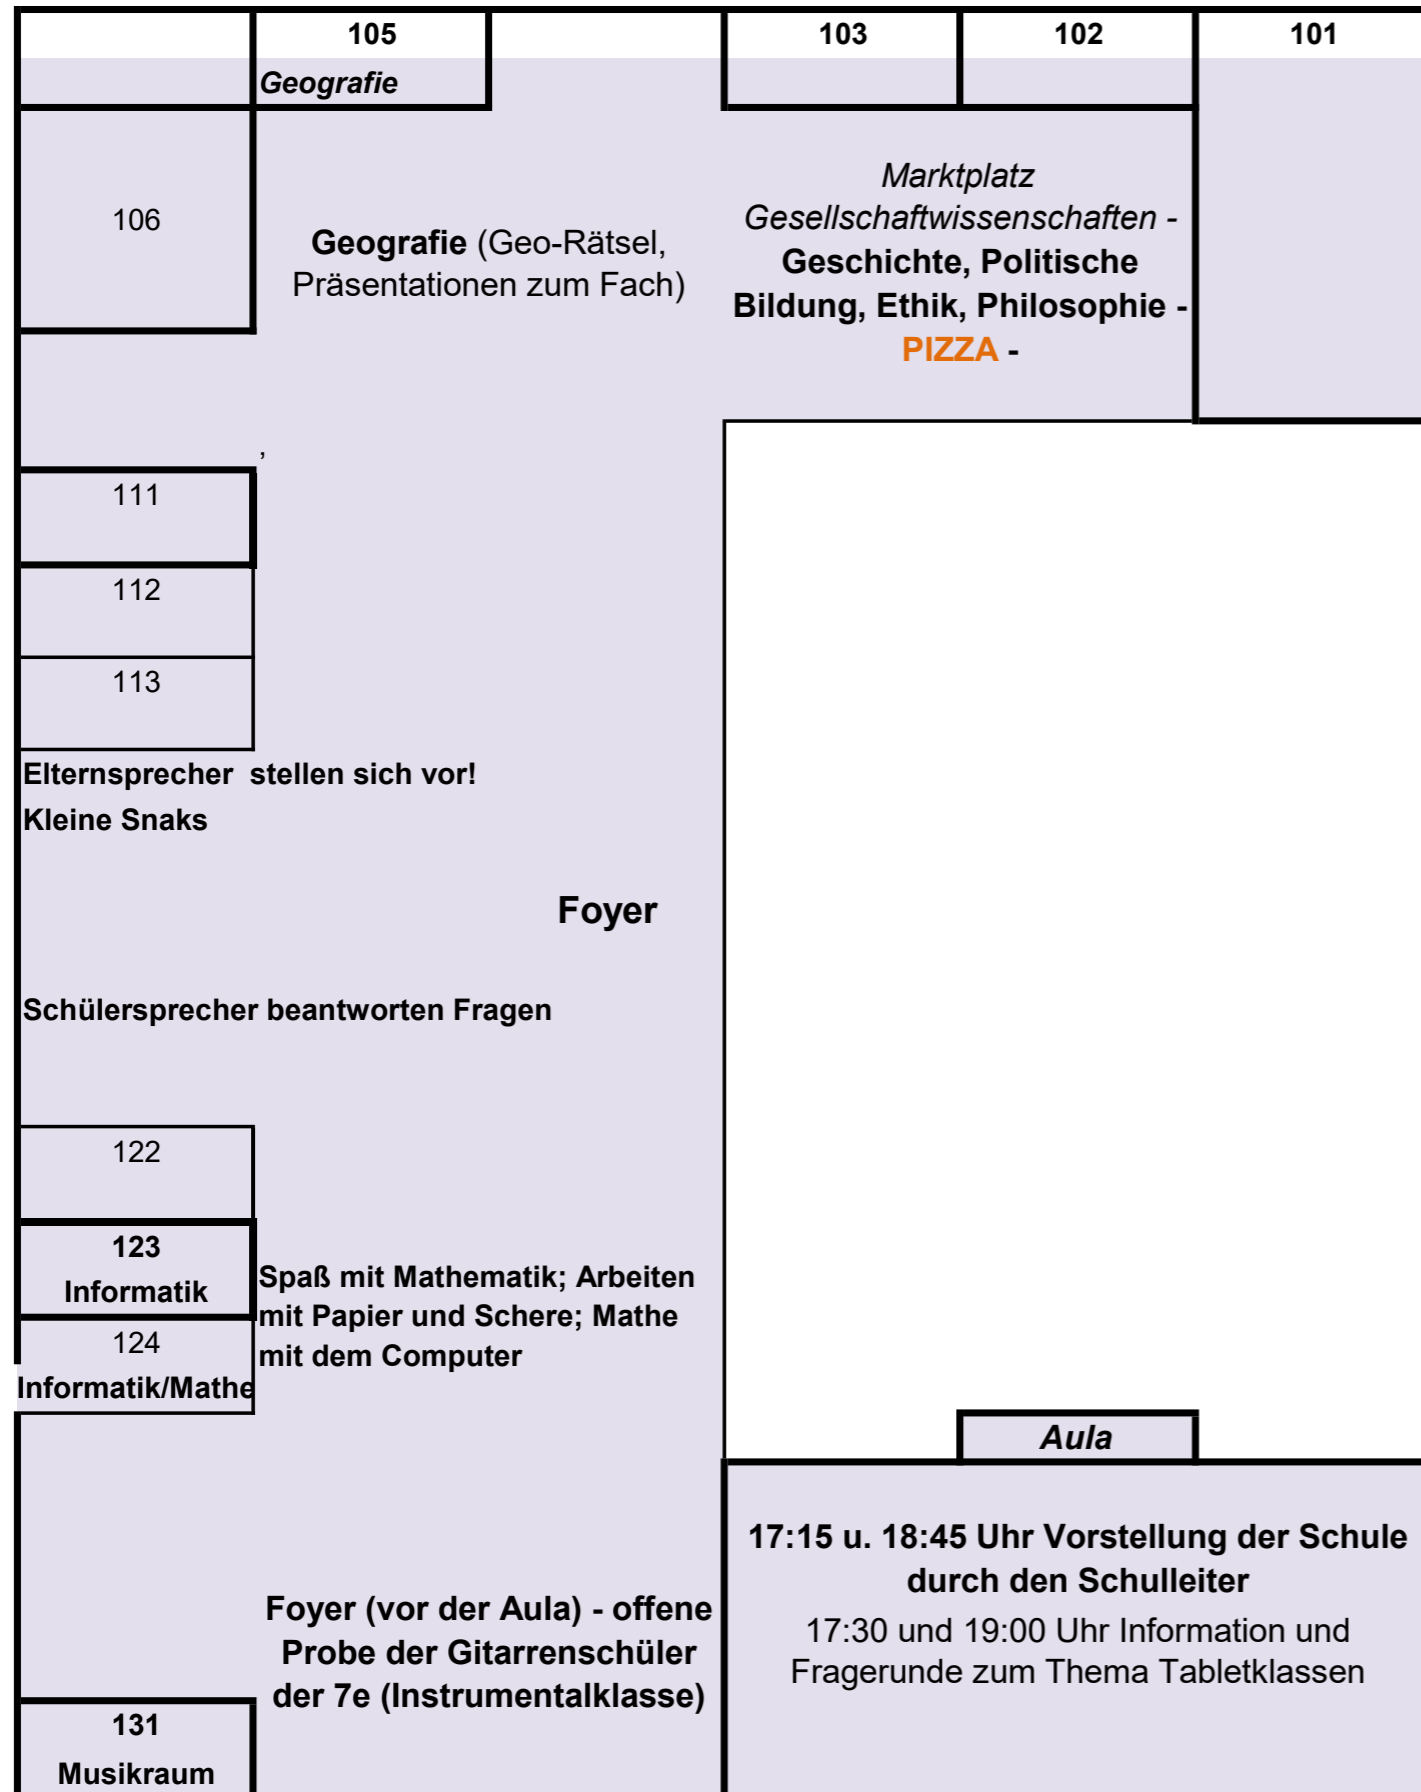 105
103
102
101
Geografie
106
Geografie (Geo-Rätsel,
Präsentationen zum Fach)
Marktplatz
Gesellschaftwissenschaften -
Geschichte, Politische
Bildung, Ethik, Philosophie -
PIZZA -
,
111
112
113
Elternsprecher  stellen sich vor!
Kleine Snaks
Foyer
Schülersprecher beantworten Fragen
122
123
Informatik
124
Informatik/Mathe
Spaß mit Mathematik; Arbeiten
mit Papier und Schere; Mathe
mit dem Computer
Aula
17:15 u. 18:45 Uhr Vorstellung der Schule
durch den Schulleiter
17:30 und 19:00 Uhr Information und
Fragerunde zum Thema Tabletklassen
Foyer (vor der Aula) - offene
Probe der Gitarrenschüler
der 7e (Instrumentalklasse)
131
Musikraum